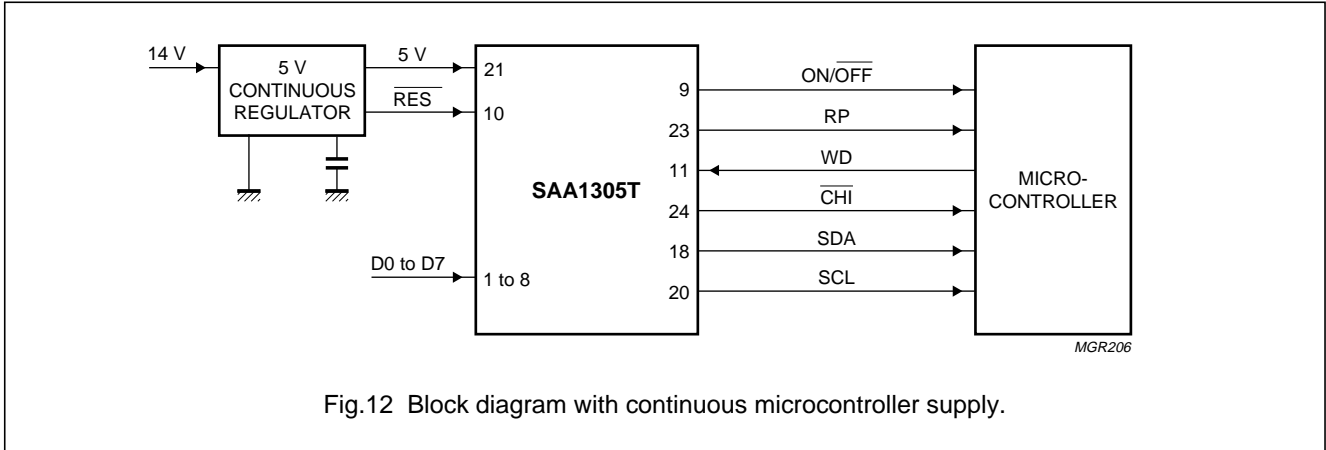 14 V
5 V
CONTINUOUS
REGULATOR
5 V
RES
21
10
D0 to D7
1 to 8
SAA1305T
9
23
11
24
18
20
ON/OFF
RP
WD
CHI
SDA
SCL
MICRO-
CONTROLLER
MGR206
Fig.12 Block diagram with continuous microcontroller supply.